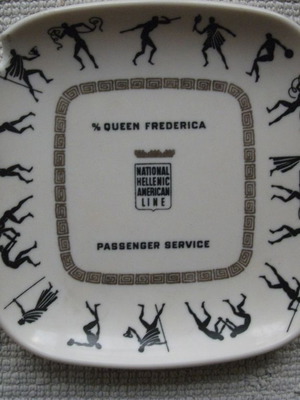 % QUEEN FREDERICA
NATIONAL
HELLENIC
AMERICAN
LINE
PASSENGER SERVICE